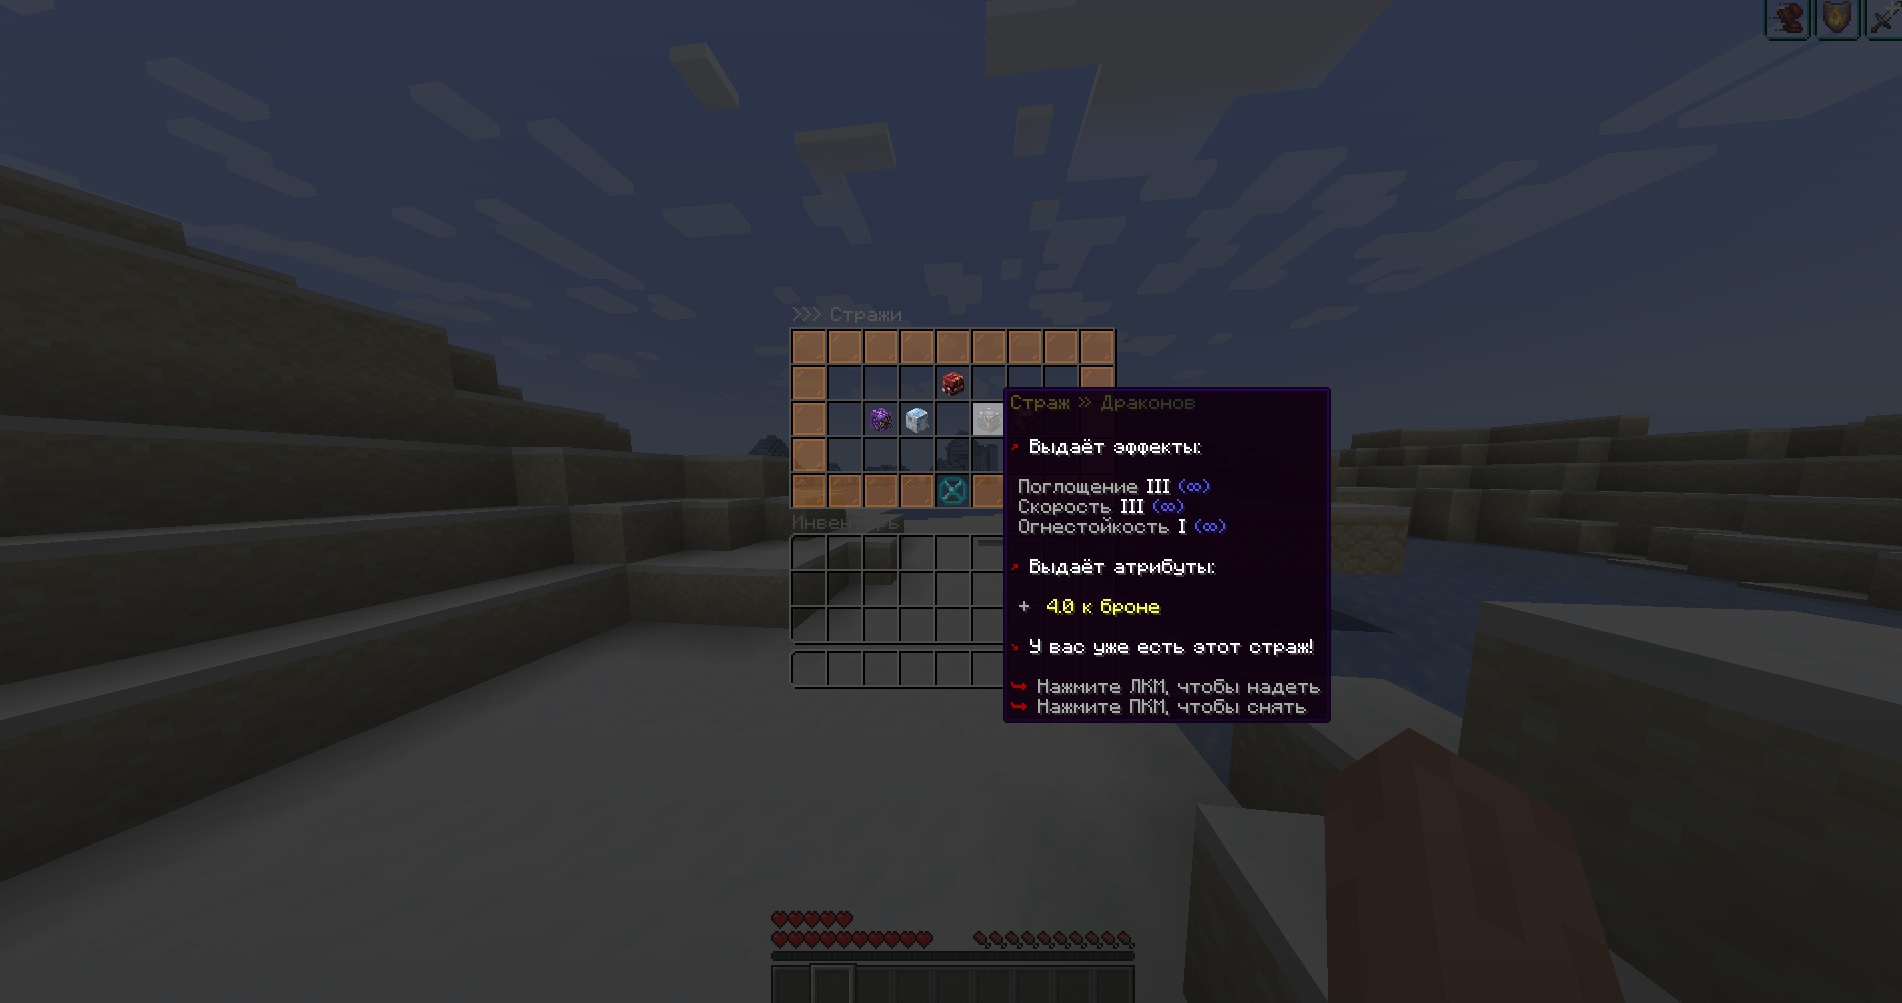 >>> Стражи
Страж » Драконов
Выдаёт эффекты:
Поглощение III (∞)
Скорость III (∞)
Огнестойкость I (∞)
Выдаёт атрибуты:
+ 4.0 к броне
У вас уже есть этот страж!
Нажмите ЛКМ, чтобы надеть
Нажмите ПКМ, чтобы снять
Инвентарь